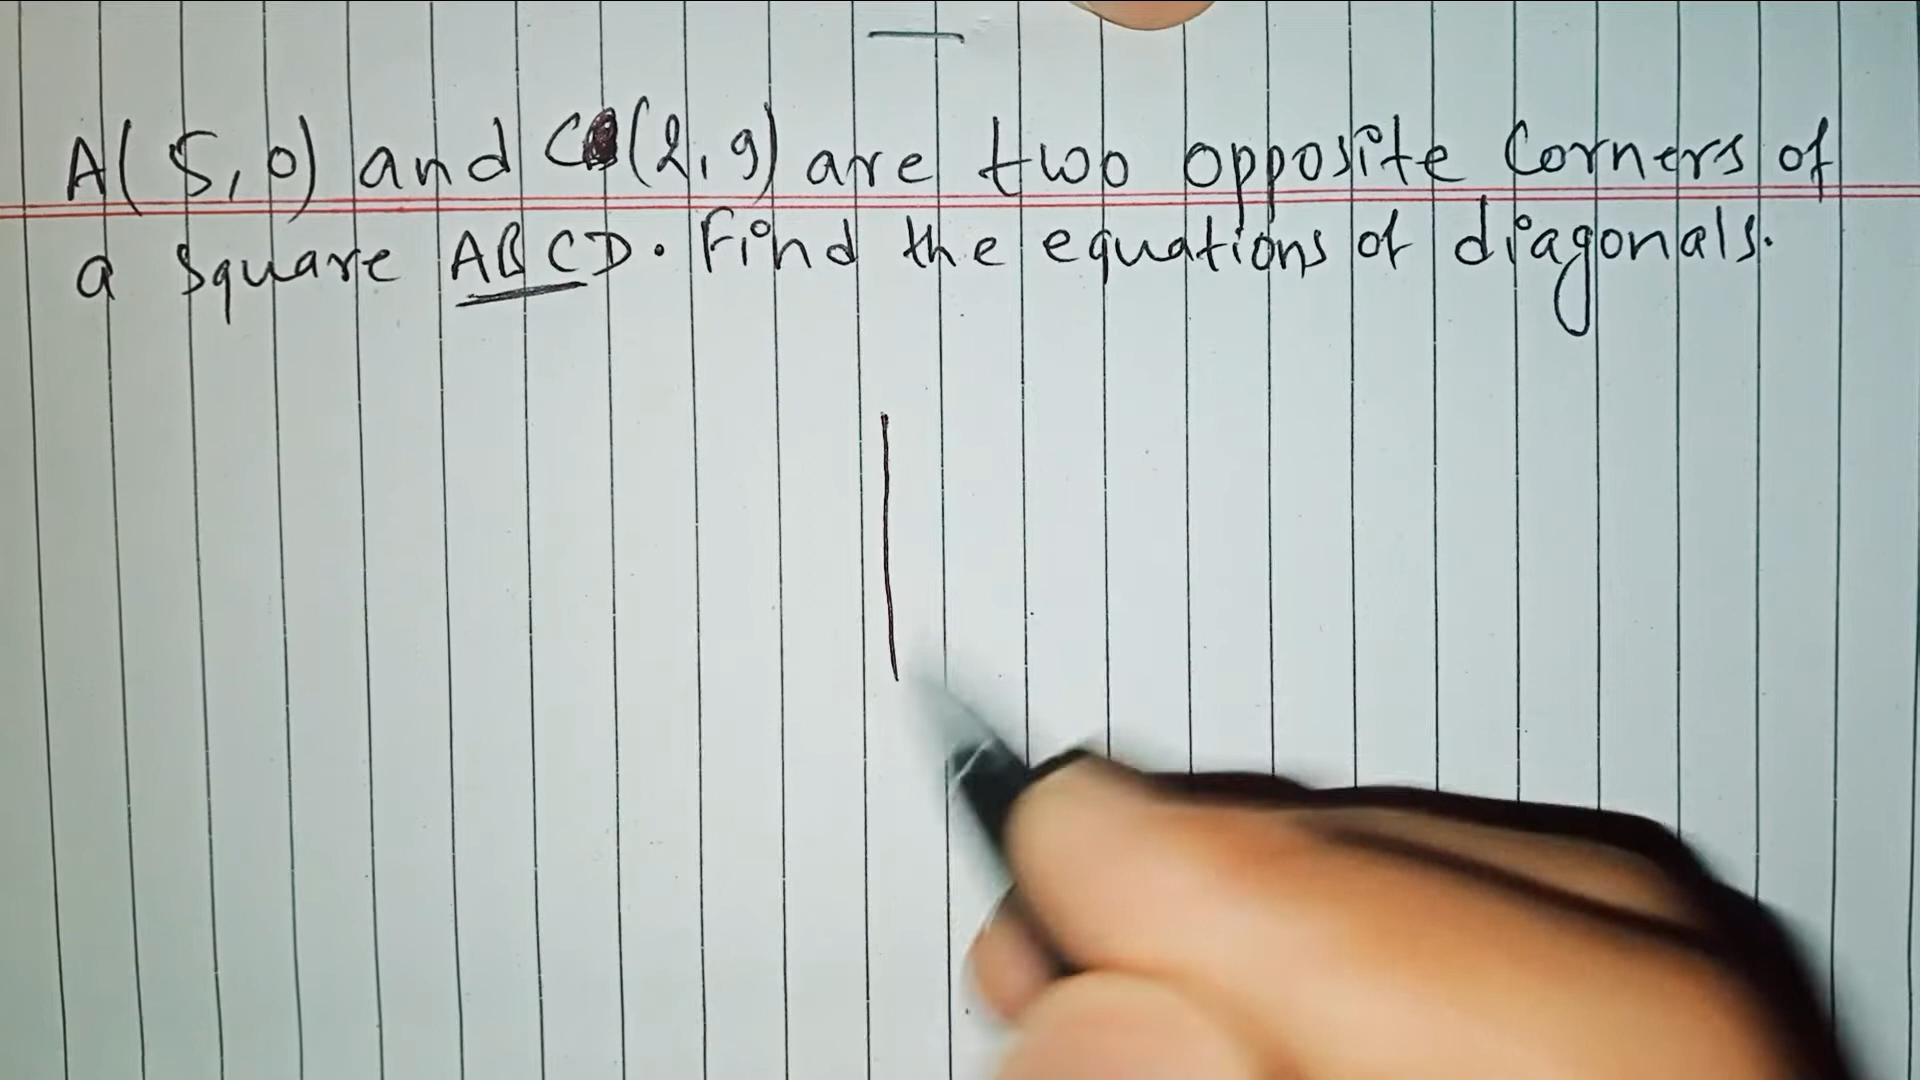 A(5,0) and C(2,9) are two opposite Corners of
a square ABCD. Find the equations of diagonals.